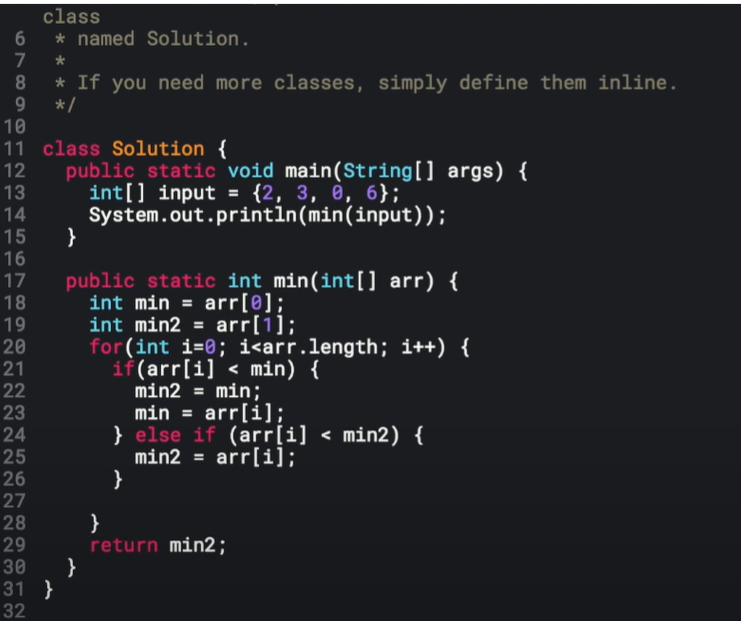 class
6 * named Solution.
7 *
8 * If you need more classes, simply define them inline.
9 */
10
11 class Solution {
12 public static void main(String[] args) {
13 int[] input = {2, 3, 0, 6};
14 System.out.println(min(input));
15 }
16
17 public static int min(int[] arr) {
18 int min = arr[0];
19 int min2 = arr[1];
20 for(int i=0; i<arr.length; i++) {
21 if(arr[i] < min) {
22 min2 = min;
23 min = arr[i];
24 } else if (arr[i] < min2) {
25 min2 = arr[i];
26 }
27
28 }
29 return min2;
30 }
31 }
32